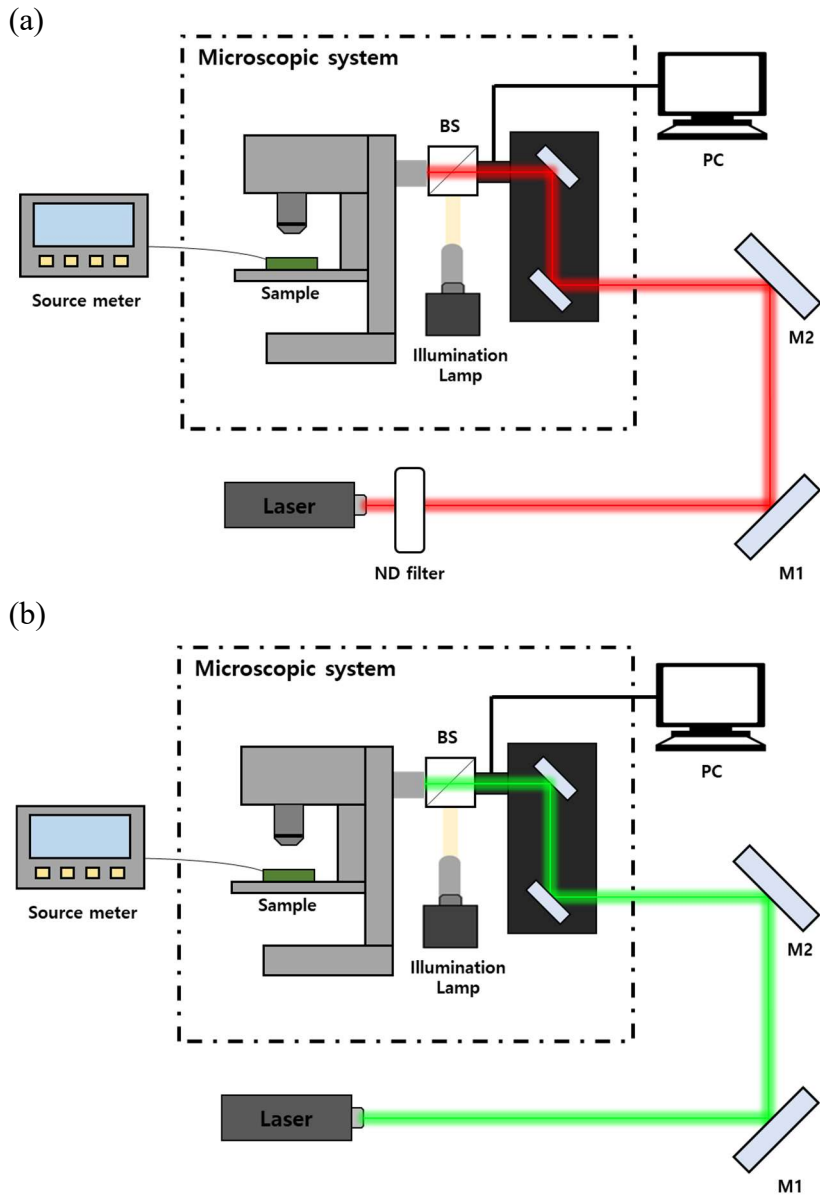 (a)
Microscopic system
BS
PC
Source meter
Sample
Illumination
Lamp
M2
Laser
ND filter
M1
(b)
Microscopic system
BS
PC
Source meter
Sample
Illumination
Lamp
M2
Laser
M1